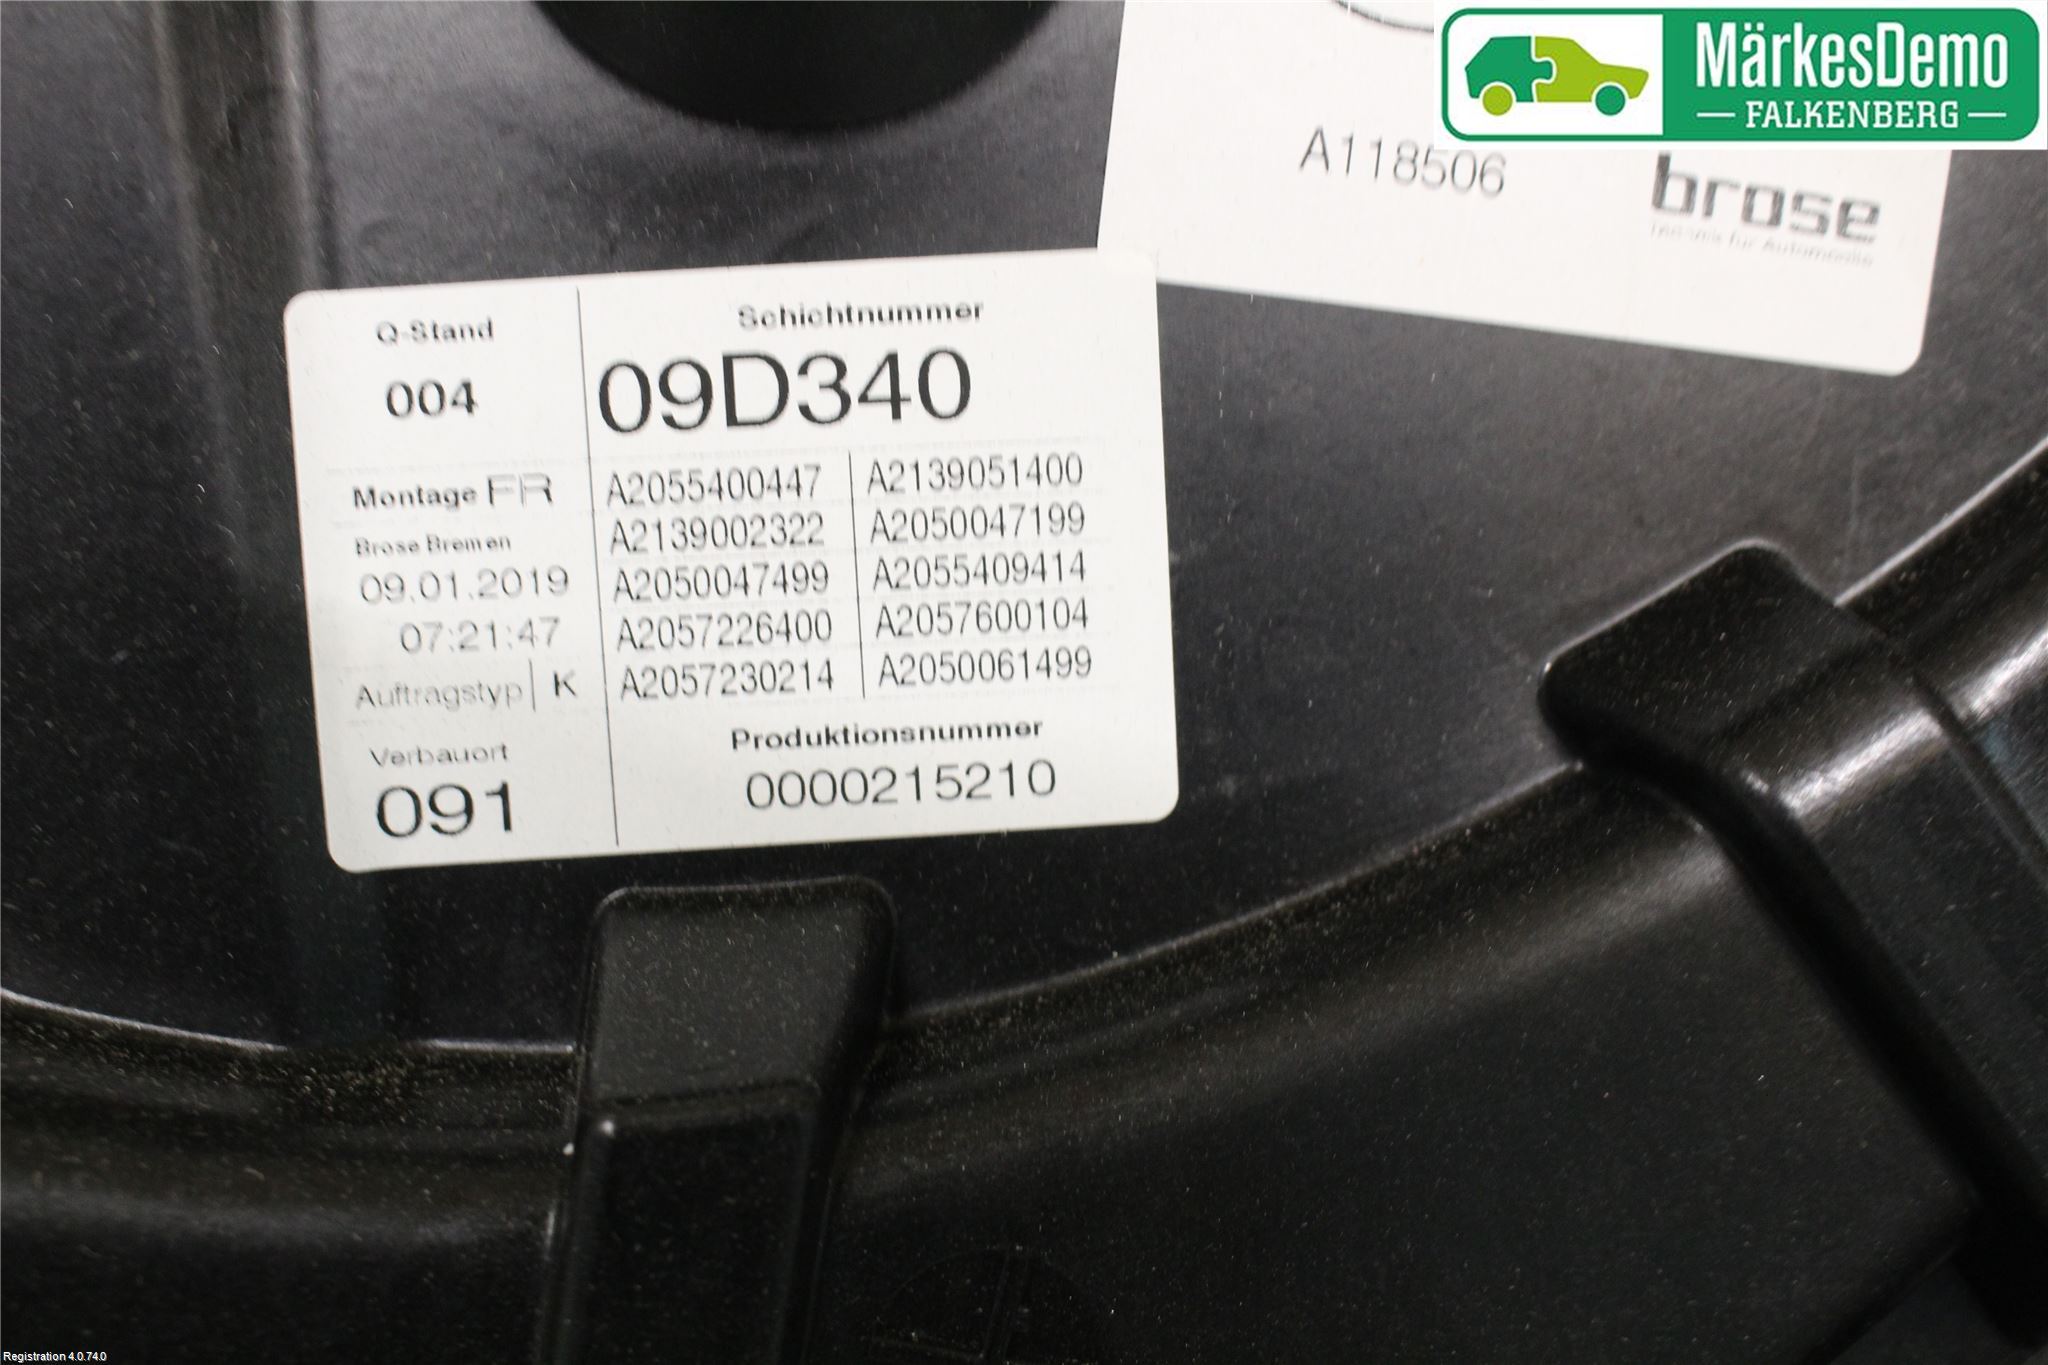 MärkesDemo
FALKENBERG
A118506
brose
Q-Stand
004
Schichtnummer
09D340
Montage FR
Brose Bremen
09.01.2019
07:21:47
Auftragstyp K
A2055400447 A2139051400
A2139002322 A2050047199
A2050047499 A2055409414
A2057226400 A2057600104
A2057230214 A2050061499
Verbauort
091
Produktionsnummer
0000215210
Registration 4.0.74.0